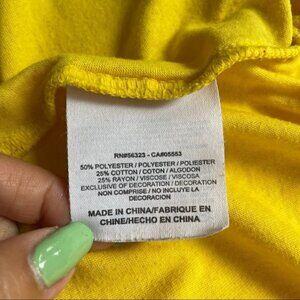 RN#56323 - CA#05553
50% POLYESTER / POLYESTER / POLIESTER
25% COTTON / COTON / ALGODON
25% RAYON / VISCOSE / VISCOSA
EXCLUSIVE OF DECORATION / DECORATION
NON COMPRISE / NO INCLUYE LA
DECORACION
MADE IN CHINA/FABRIQUE EN
CHINE/HECHO EN CHINA